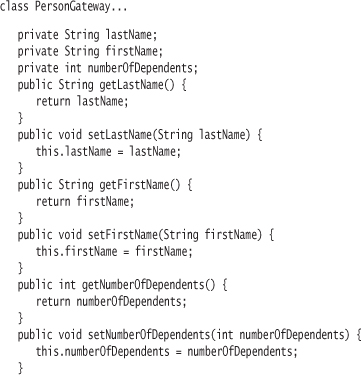 class PersonGateway...
private String lastName;
private String firstName;
private int numberOfDependents;
public String getLastName() {
return lastName;
}
public void setLastName(String lastName) {
this.lastName = lastName;
}
public String getFirstName() {
return firstName;
}
public void setFirstName(String firstName) {
this.firstName = firstName;
}
public int getNumberOfDependents() {
return numberOfDependents;
}
public void setNumberOfDependents(int numberOfDependents) {
this.numberOfDependents = numberOfDependents;
}